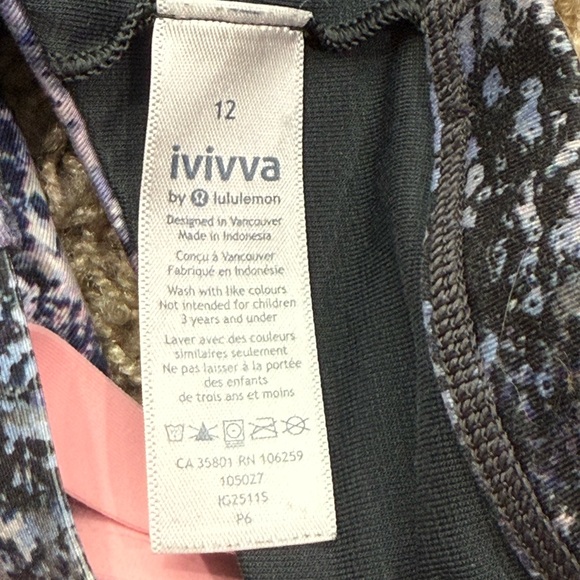 12
ivivva
by lululemon
Designed in Vancouver
Made in Indonesia
Conçu à Vancouver
Fabriqué en Indonésie
Wash with like colours
Not intended for children
3 years and under
Laver avec des couleurs
similaires seulement
Ne pas laisser à la portée
des enfants
de trois ans et moins
CA 35801 RN 106259
105027
IG2511S
P6